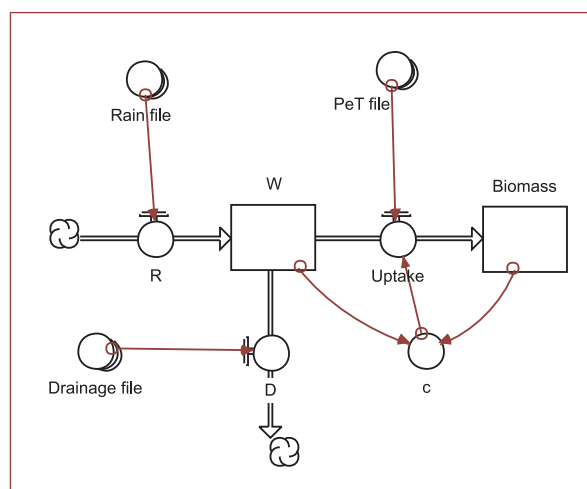 Rain file
PeT file
W
Biomass
R
Uptake
Drainage file
D
c